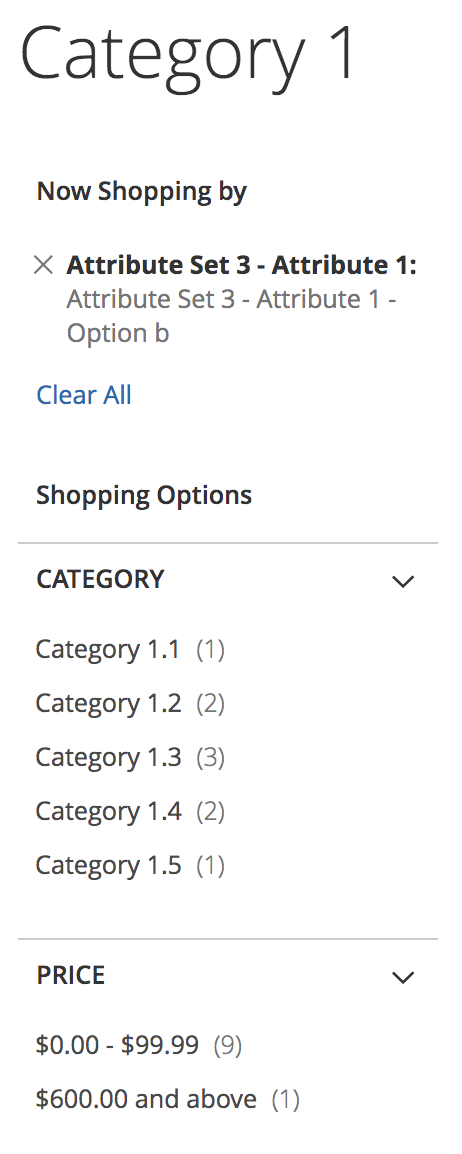 Category 1
Now Shopping by
Attribute Set 3 - Attribute 1:
Attribute Set 3 - Attribute 1 -
Option b
Clear All
Shopping Options
CATEGORY
Category 1.1 (1)
Category 1.2 (2)
Category 1.3 (3)
Category 1.4 (2)
Category 1.5 (1)
PRICE
$0.00 - $99.99 (9)
$600.00 and above (1)